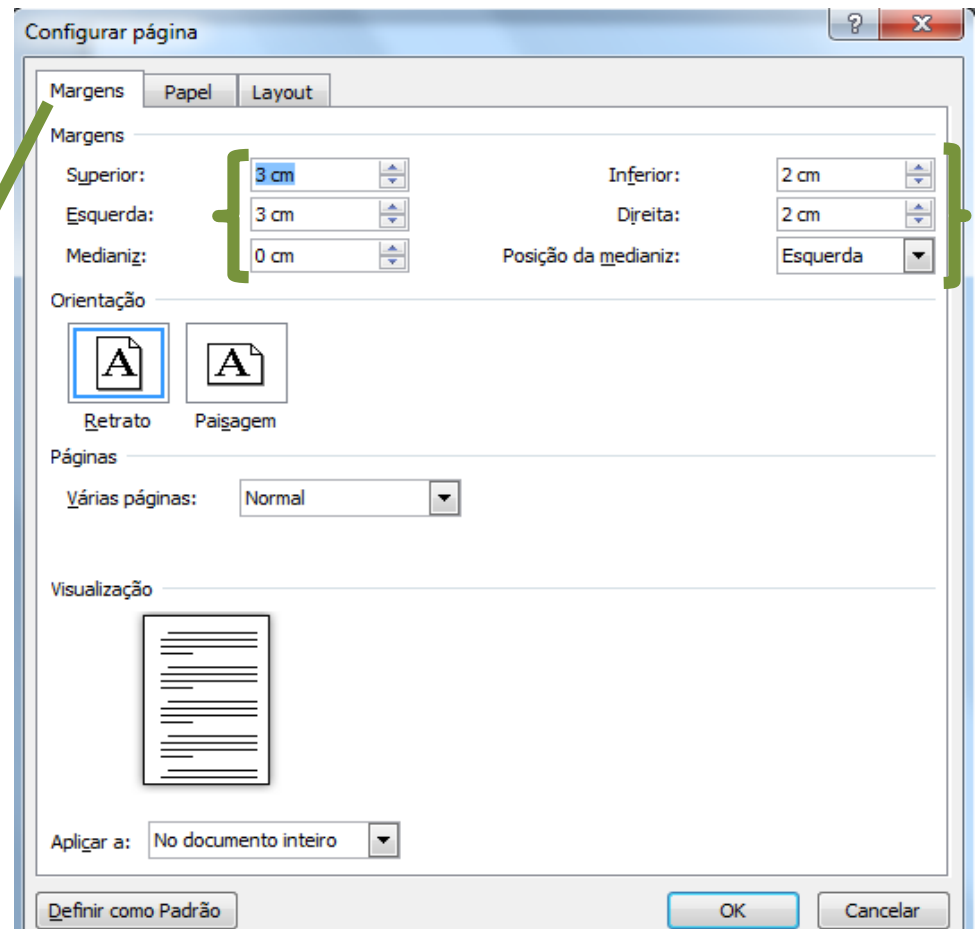 Configurar página
Margens Papel Layout
Margens
Superior: 3 cm Inferior: 2 cm
Esquerda: 3 cm Direita: 2 cm
Medianiz: 0 cm Posição da medianiz: Esquerda
Orientação
A A
Retrato Paisagem
Páginas
Várias páginas: Normal
Visualização
Aplicar a: No documento inteiro
Definir como Padrão OK Cancelar